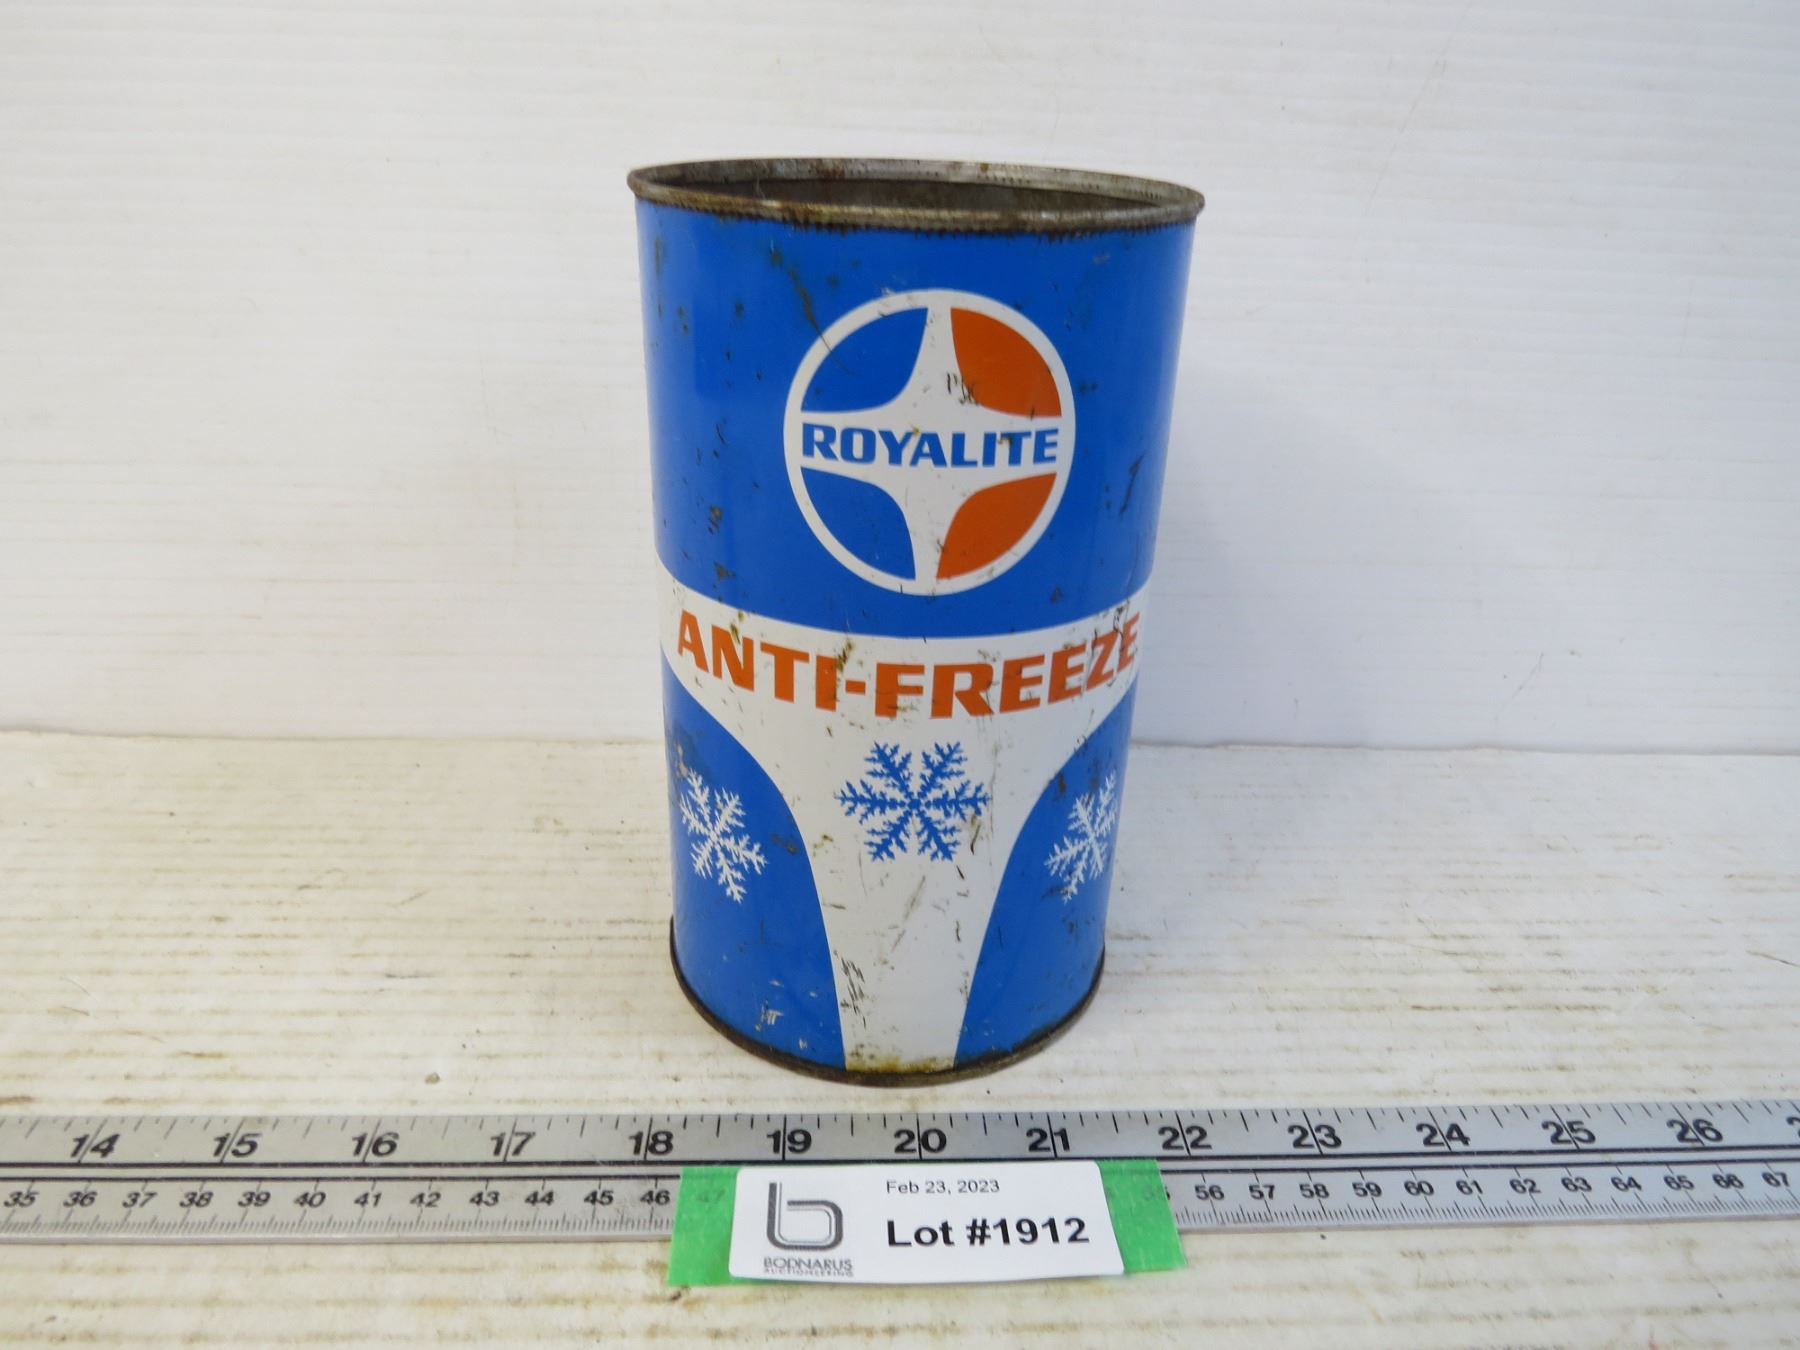 ROYALITE
ANTI-FREEZE
14 15 16 17 18 19 20 21 22 23 24 25 26
35 36 37 38 39 40 41 42 43 44 45 46 47 56 57 58 59 60 61 62 63 64 65 66 67
Feb 23, 2023
Lot #1912
BODNARUS
AUCTIONEERING